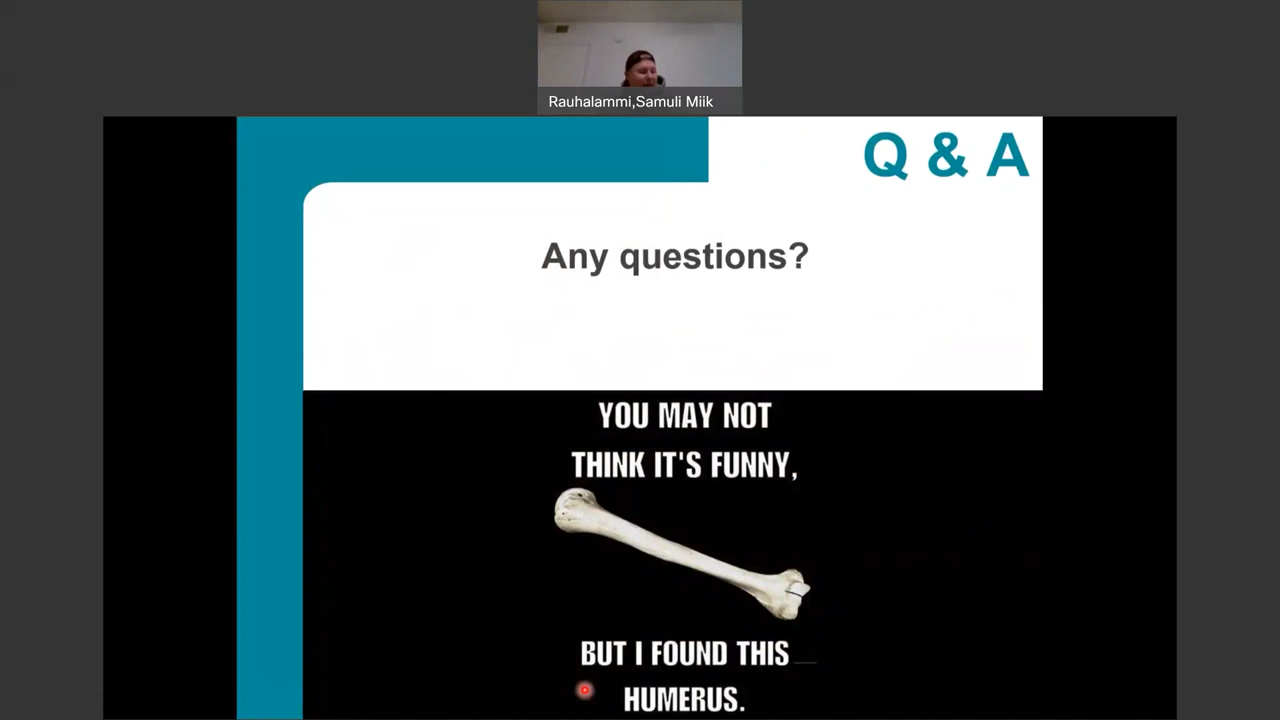 Rauhalammi,Samuli Miik
Q & A
Any questions?
YOU MAY NOT
THINK IT'S FUNNY,
BUT I FOUND THIS
HUMERUS.